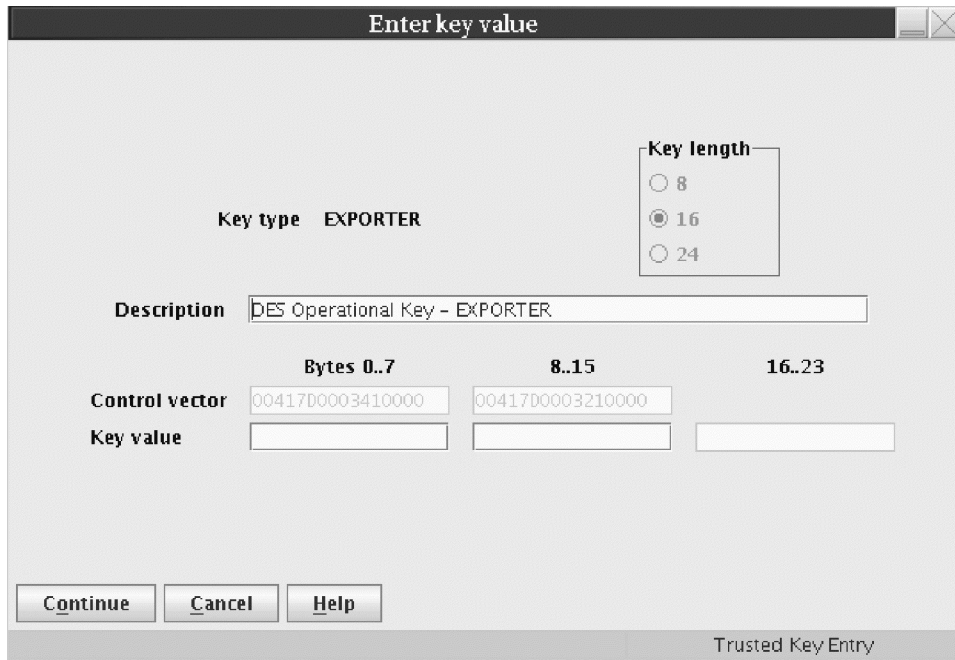 Enter key value
Key length
8
Key type EXPORTER
16
24
Description DES Operational Key – EXPORTER
Bytes 0..7 8..15 16..23
Control vector 00417D0003410000 00417D0003210000
Key value
Continue Cancel Help
Trusted Key Entry